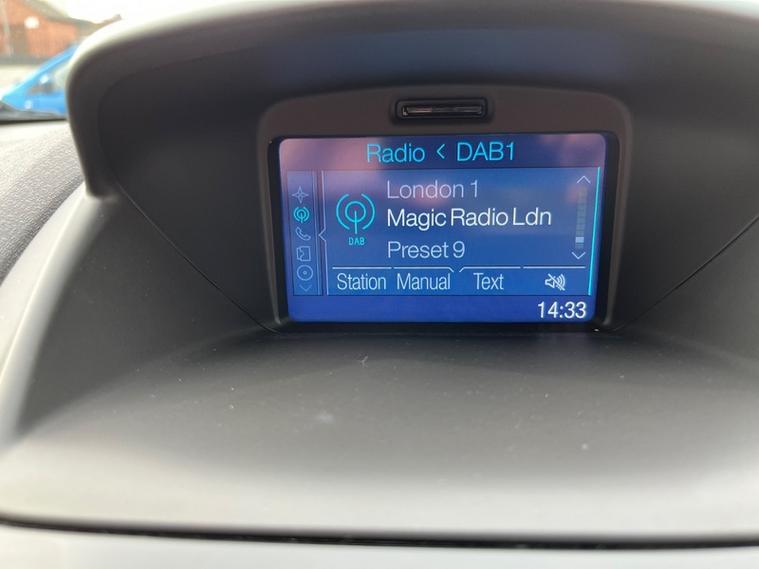 Radio < DAB1
London 1
Magic Radio Ldn
DAB
Preset 9
Station Manual Text
14:33